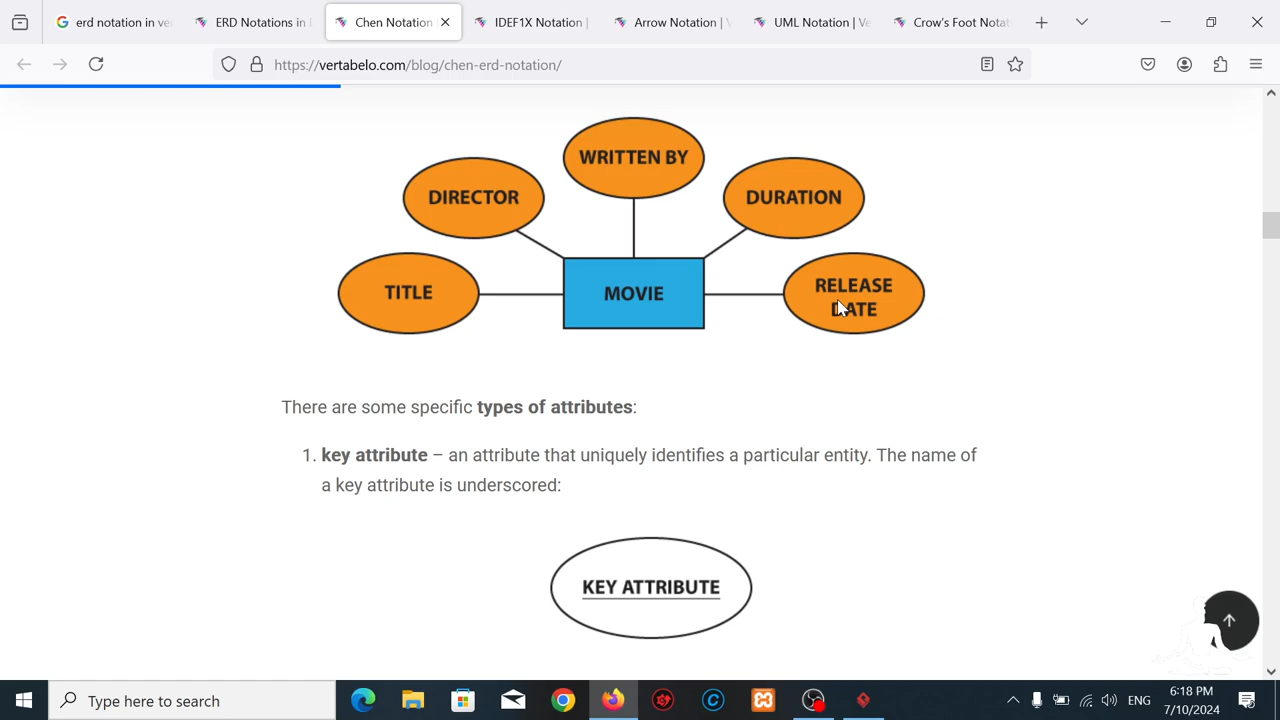 erd notation in ve
ERD Notations in
Chen Notation
IDEF1X Notation |
Arrow Notation | V
UML Notation | Ve
Crow's Foot Nota
https://vertabelo.com/blog/chen-erd-notation/
WRITTEN BY
DIRECTOR
DURATION
TITLE
MOVIE
RELEASE
DATE
There are some specific types of attributes:
1. key attribute – an attribute that uniquely identifies a particular entity. The name of
a key attribute is underscored:
KEY ATTRIBUTE
Type here to search
ENG
6:18 PM
7/10/2024